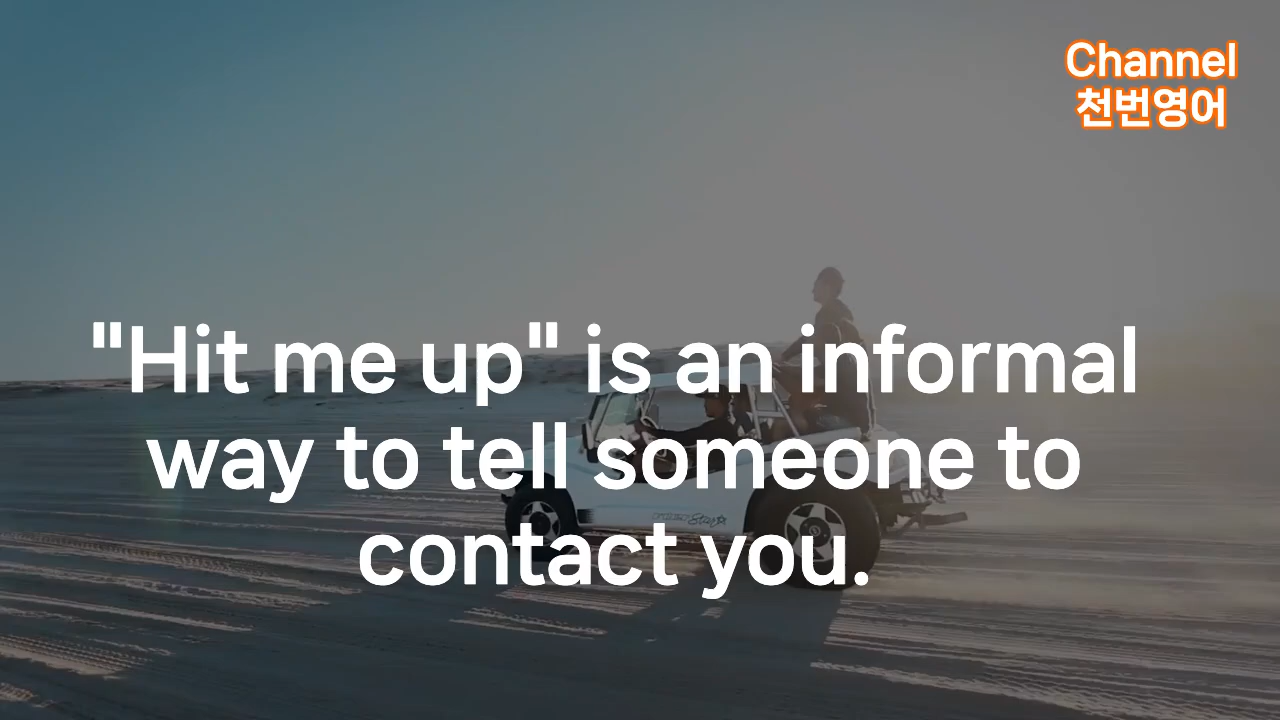 Channel
천번영어
"Hit me up" is an informal
way to tell someone to
contact you.